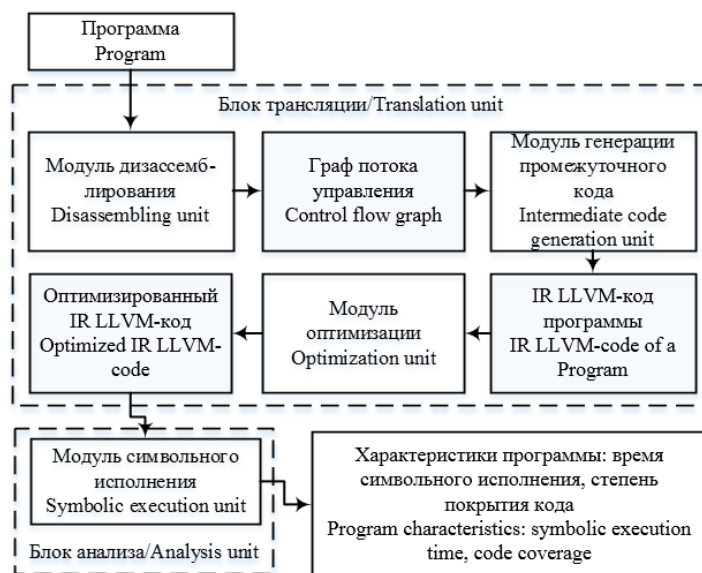 Программа
Program
Блок трансляции/Translation unit
Модуль дизассемб-
лирования
Disassembling unit
Граф потока
управления
Control flow graph
Модуль генерации
промежуточного
кода
Intermediate code
generation unit
Оптимизированный
IR LLVM-код
Optimized IR LLVM-
code
Модуль
оптимизации
Optimization unit
IR LLVM-код
программы
IR LLVM-code of a
Program
Модуль символьного
исполнения
Symbolic execution unit
Блок анализа/Analysis unit
Характеристики программы: время
символьного исполнения, степень
покрытия кода
Program characteristics: symbolic execution
time, code coverage